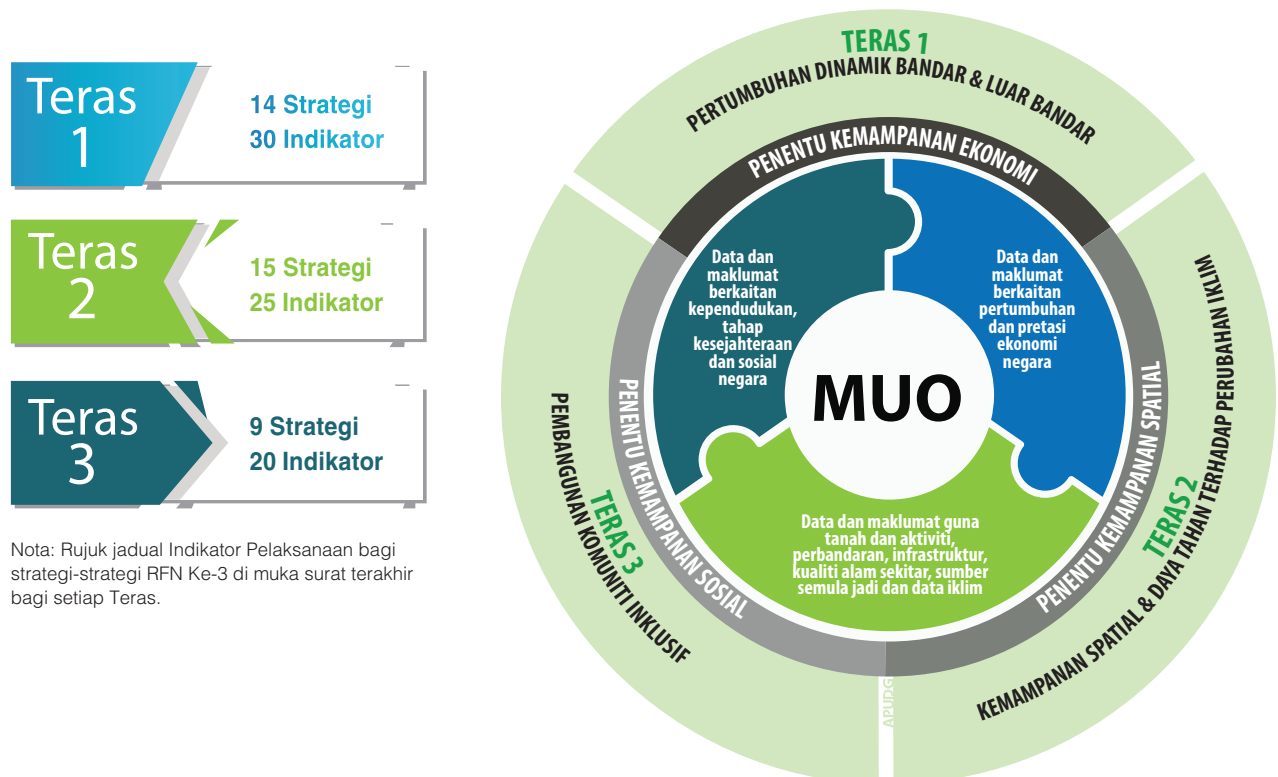 Teras
1
14 Strategi
30 Indikator
Teras
2
15 Strategi
25 Indikator
Teras
3
9 Strategi
20 Indikator
Nota: Rujuk jadual Indikator Pelaksanaan bagi
strategi-strategi RFN Ke-3 di muka surat terakhir
bagi setiap Teras.
TERAS 1
PERTUMBUHAN DINAMIK BANDAR & LUAR BANDAR
PENENTU KEMAMPANAN EKONOMI
Data dan
maklumat
berkaitan
kependudukan,
tahap
kesejahteraan
dan sosial
negara
Data dan
maklumat
berkaitan
pertumbuhan
dan pretasi
ekonomi
negara
MUO
Data dan maklumat guna
tanah dan aktiviti,
perbandaran, infrastruktur,
kualiti alam sekitar, sumber
semula jadi dan data iklim
PENENTU KEMAMPANAN SPATIAL
TERAS 2
KEMAMPANAN SPATIAL & DAYA TAHAN TERHADAP PERUBAHAN IKLIM
PENENTU KEMAMPANAN SOSIAL
TERAS 3
PEMBANGUNAN KOMUNITI INKLUSIF
APUDG